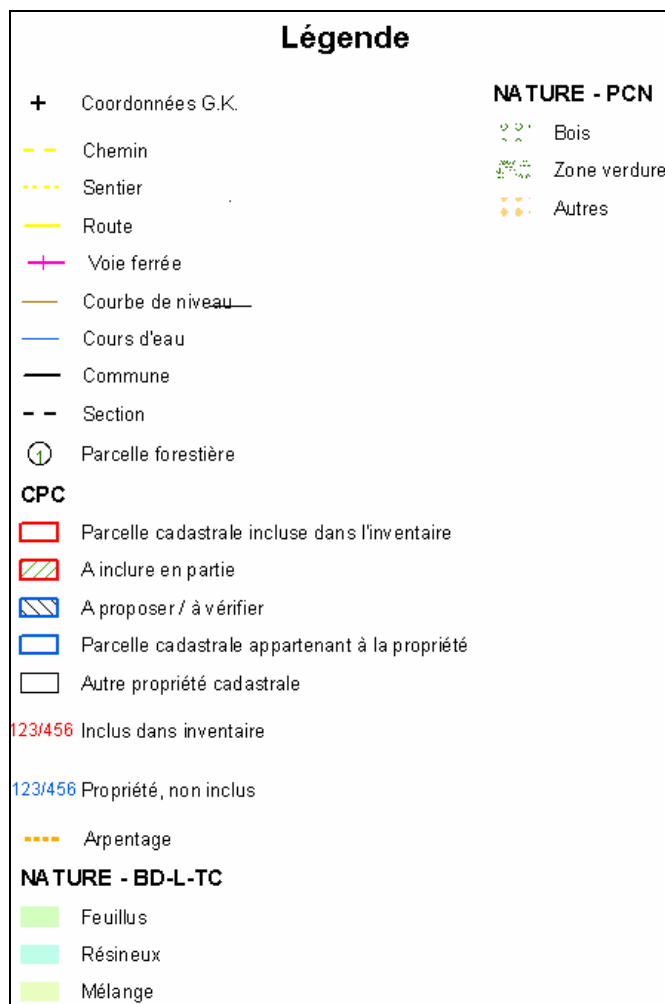 Légende
Coordonnées G.K.
Chemin
Sentier
Route
Voie ferrée
Courbe de niveau
Cours d'eau
Commune
Section
1 Parcelle forestière
CPC
Parcelle cadastrale incluse dans l'inventaire
A inclure en partie
A proposer / à vérifier
Parcelle cadastrale appartenant à la propriété
Autre propriété cadastrale
123/456 Inclus dans inventaire
123/456 Propriété, non inclus
Arpentage
NATURE - BD-L-TC
Feuillus
Résineux
Mélange
NATURE - PCN
Bois
Zone verdure
Autres